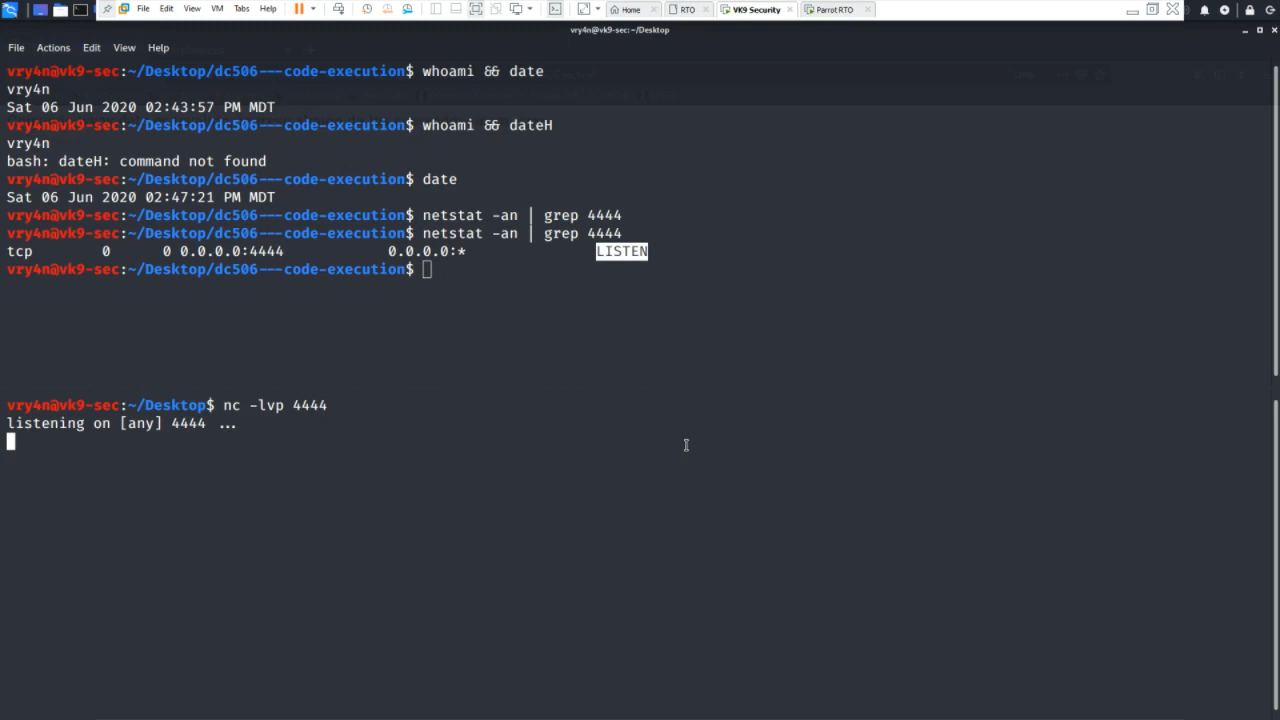 File Edit View VM Tabs Help Home RTO VK9 Security Parrot RTO
vry4n@vk9-sec: ~/Desktop
File Actions Edit View Help
vry4n@vk9-sec:~/Desktop/dc506---code-execution$ whoami && date
vry4n
Sat 06 Jun 2020 02:43:57 PM MDT
vry4n@vk9-sec:~/Desktop/dc506---code-execution$ whoami && dateH
vry4n
bash: dateH: command not found
vry4n@vk9-sec:~/Desktop/dc506---code-execution$ date
Sat 06 Jun 2020 02:47:21 PM MDT
vry4n@vk9-sec:~/Desktop/dc506---code-execution$ netstat -an | grep 4444
vry4n@vk9-sec:~/Desktop/dc506---code-execution$ netstat -an | grep 4444
tcp 0 0 0.0.0.0:4444 0.0.0.0:* LISTEN
vry4n@vk9-sec:~/Desktop/dc506---code-execution$
vry4n@vk9-sec:~/Desktop$ nc -lvp 4444
listening on [any] 4444 ...